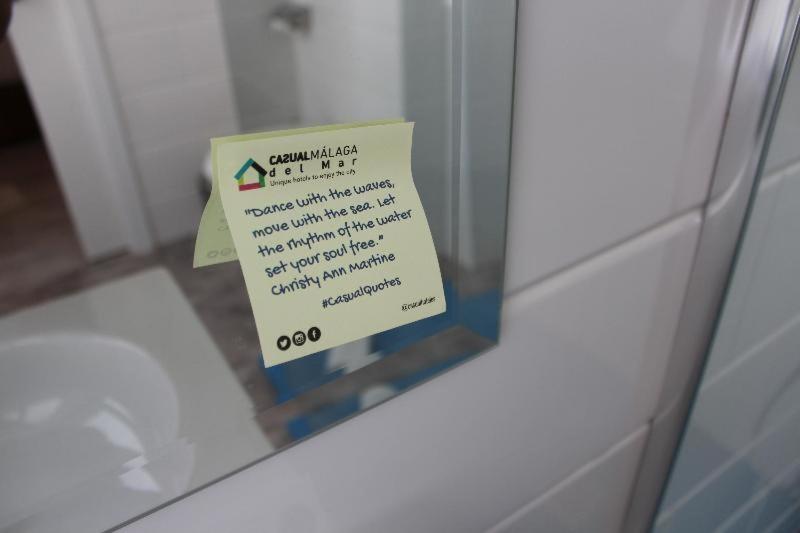 CASUALMÁLAGA
del Mar
Unique hotels to enjoy the city
"Dance with the waves,
move with the sea. Let
the rhythm of the water
set your soul free."
Christy Ann Martine
#CasualQuotes